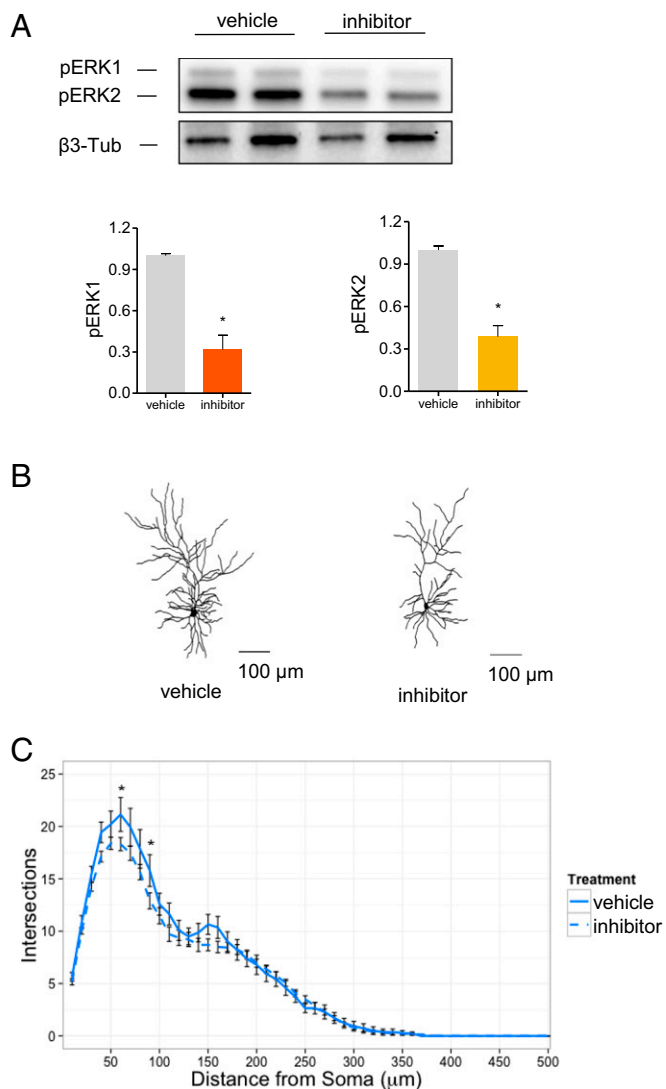 A
vehicle inhibitor
pERK1 —
pERK2 —
β3-Tub —
1.2
0.9
0.6
0.3
0.0
pERK1
*
vehicle inhibitor
1.2
0.9
0.6
0.3
0.0
pERK2
*
vehicle inhibitor
B
100 µm
vehicle
100 µm
inhibitor
C
25
20
15
10
5
0
Intersections
*
*
50 100 150 200 250 300 350 400 450 500
Distance from Soma (µm)
Treatment
vehicle
inhibitor